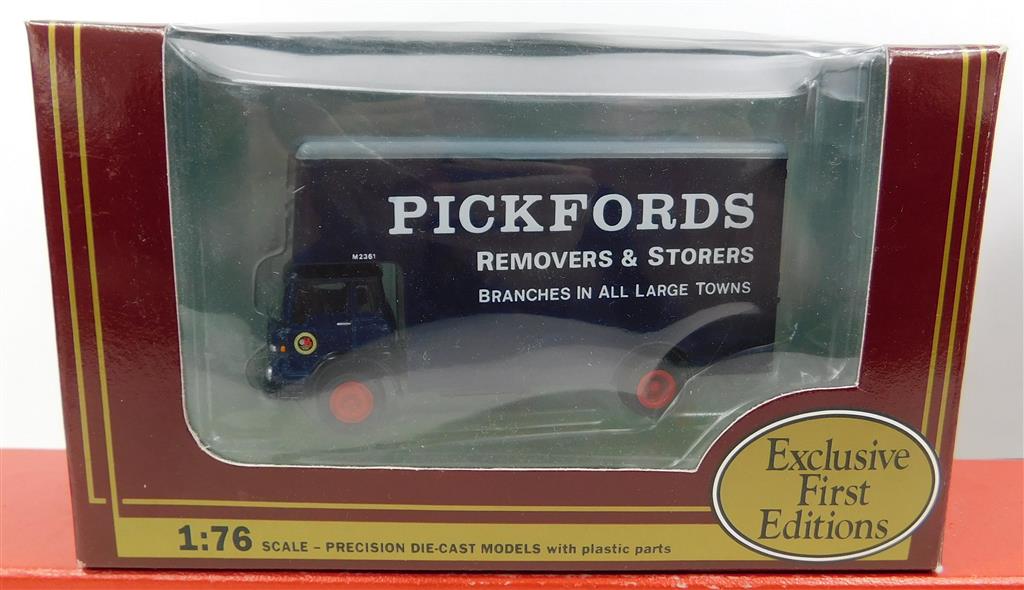 PICKFORDS
REMOVERS & STORERS
BRANCHES IN ALL LARGE TOWNS
M2361
Exclusive
First
Editions
1:76 SCALE – PRECISION DIE-CAST MODELS with plastic parts